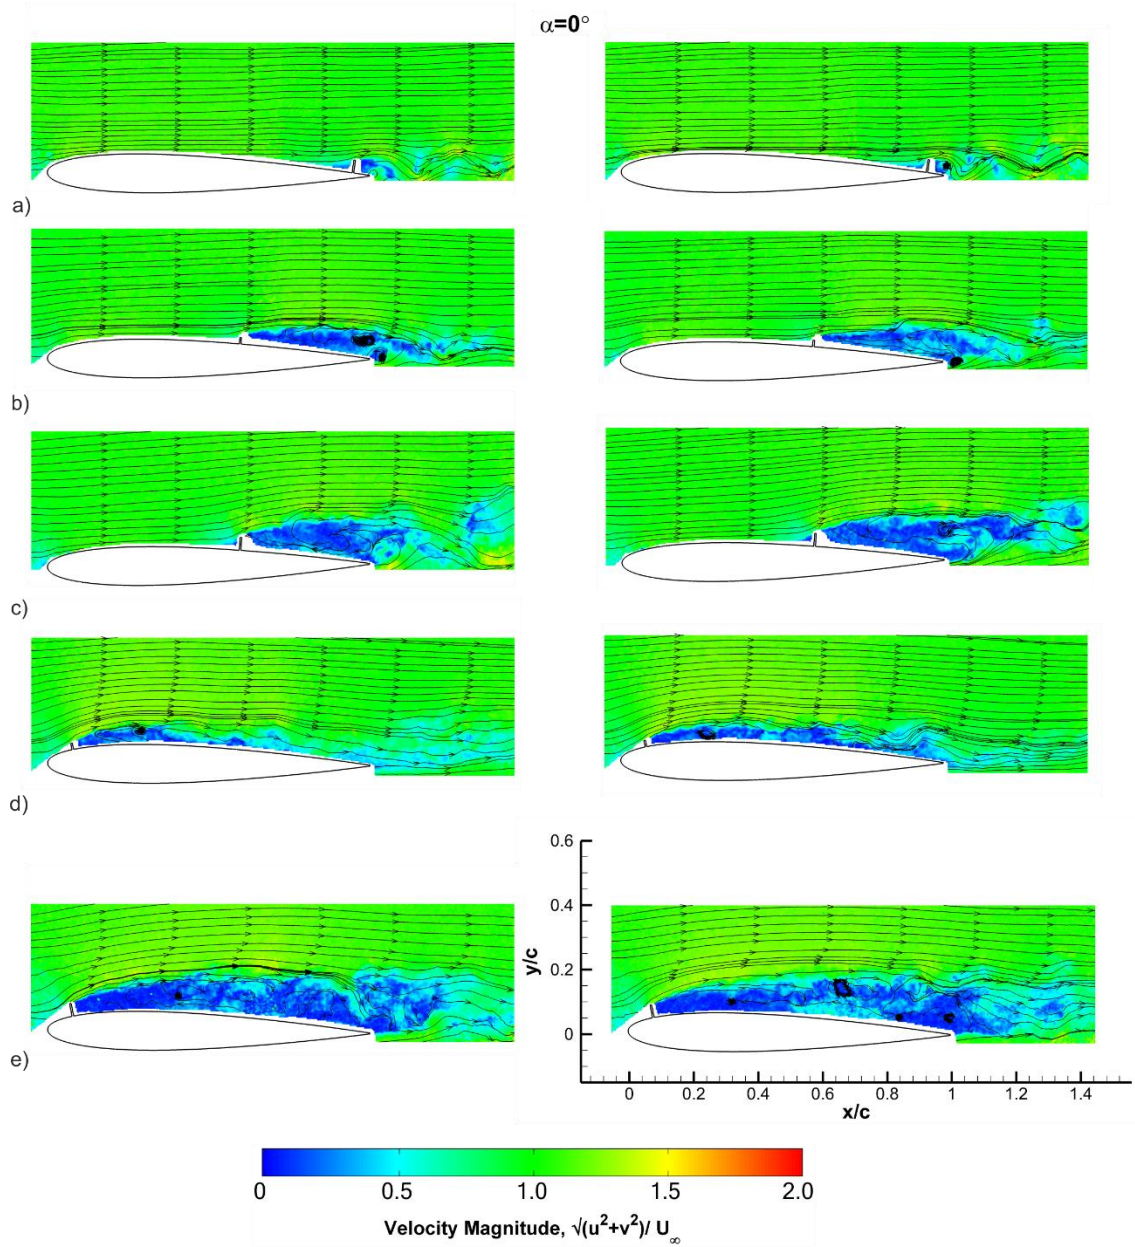 α=0°
a)
b)
c)
d)
e)
0.6
0.4
0.2
0
y/c
0 0.2 0.4 0.6 0.8 1 1.2 1.4
x/c
0 0.5 1.0 1.5 2.0
Velocity Magnitude, √(u²+v²)/ U∞